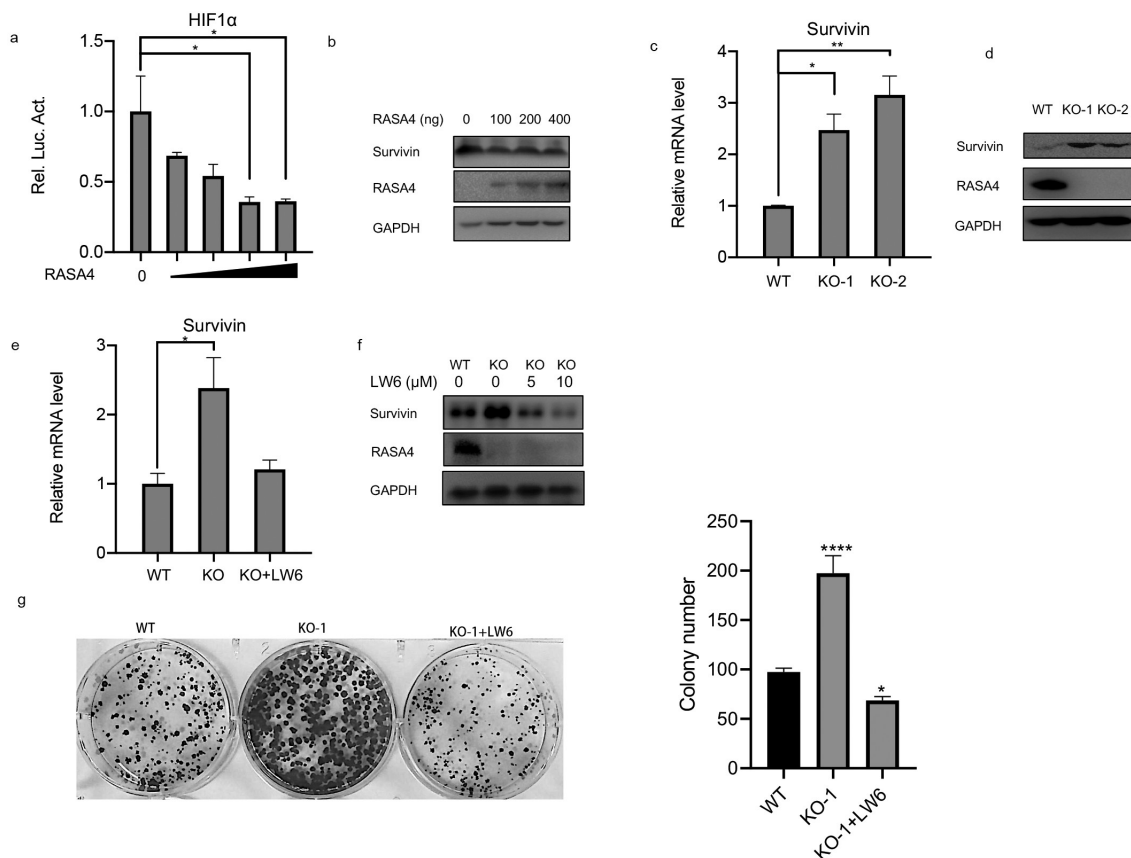 a
HIF1α
Rel. Luc. Act.
1.5
1.0
0.5
0.0
*
*
RASA4
0
b
RASA4 (ng) 0 100 200 400
Survivin
RASA4
GAPDH
c
Survivin
Relative mRNA level
4
3
2
1
0
**
*
WT KO-1 KO-2
d
WT KO-1 KO-2
Survivin
RASA4
GAPDH
e
Survivin
Relative mRNA level
3
2
1
0
*
WT KO KO+LW6
f
WT KO KO KO
LW6 (µM) 0 0 5 10
Survivin
RASA4
GAPDH
g
WT KO-1 KO-1+LW6
Colony number
250
200
150
100
50
0
****
*
WT KO-1 KO-1+LW6